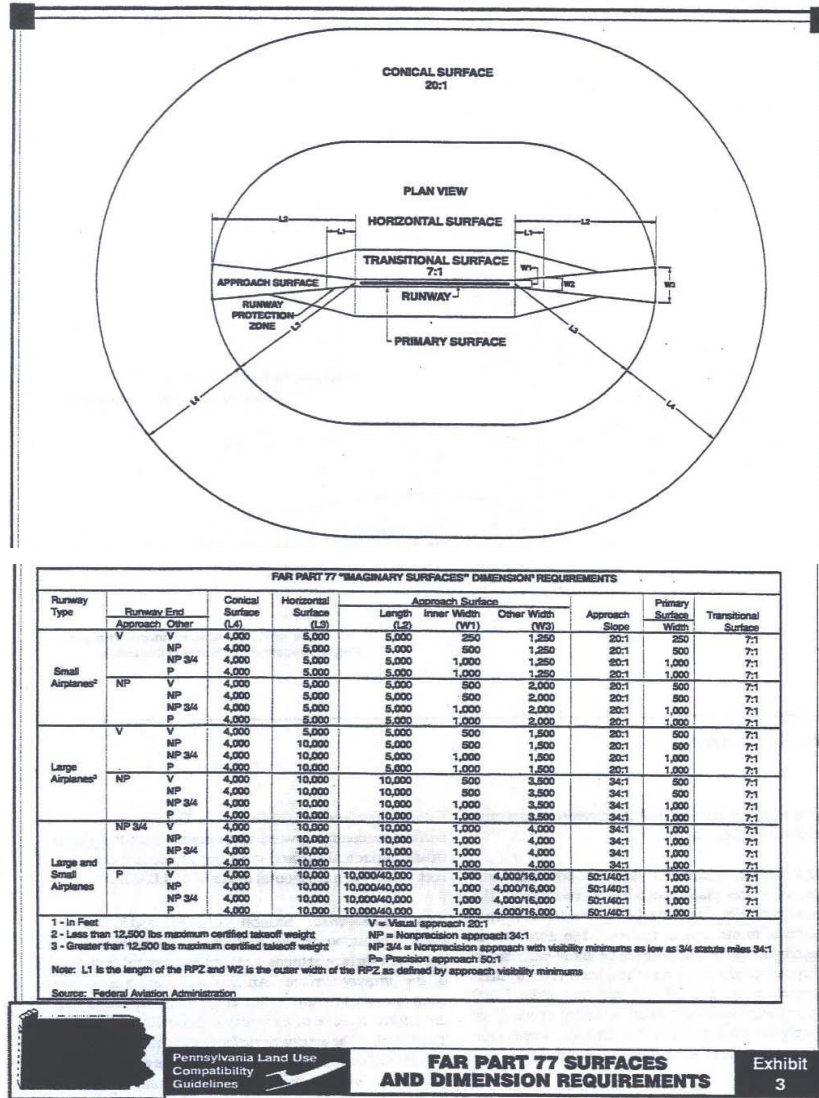 CONICAL SURFACE
20:1
PLAN VIEW
L2
HORIZONTAL SURFACE
L2
L1
L1
TRANSITIONAL SURFACE
7:1
W1
W2
W3
APPROACH SURFACE
RUNWAY
RUNWAY
PROTECTION
ZONE
L3
L3
PRIMARY SURFACE
L4
L4
FAR PART 77 "IMAGINARY SURFACES" DIMENSION¹ REQUIREMENTS
Runway Type Runway End Approach Other Conical Surface (L4) Horizontal Surface (L3) Approach Surface Length (L2) Inner Width (W1) Other Width (W3) Approach Slope Primary Surface Width Transitional Surface
Small Airplanes²
V V 4,000 5,000 5,000 250 1,250 20:1 250 7:1
NP 4,000 5,000 5,000 500 1,250 20:1 500 7:1
NP 3/4 4,000 5,000 5,000 1,000 1,250 20:1 1,000 7:1
P 4,000 5,000 5,000 1,000 1,250 20:1 1,000 7:1
NP V 4,000 5,000 5,000 500 2,000 20:1 500 7:1
NP 4,000 5,000 5,000 500 2,000 20:1 500 7:1
NP 3/4 4,000 5,000 5,000 1,000 2,000 20:1 1,000 7:1
P 4,000 5,000 5,000 1,000 2,000 20:1 1,000 7:1
Large Airplanes³
V V 4,000 5,000 5,000 500 1,500 20:1 500 7:1
NP 4,000 10,000 5,000 500 1,500 20:1 500 7:1
NP 3/4 4,000 10,000 5,000 1,000 1,500 20:1 1,000 7:1
P 4,000 10,000 5,000 1,000 1,500 20:1 1,000 7:1
NP V 4,000 10,000 10,000 500 3,500 34:1 500 7:1
NP 4,000 10,000 10,000 500 3,500 34:1 500 7:1
NP 3/4 4,000 10,000 10,000 1,000 3,500 34:1 1,000 7:1
P 4,000 10,000 10,000 1,000 3,500 34:1 1,000 7:1
Large and Small Airplanes
NP 3/4 V 4,000 10,000 10,000 1,000 4,000 34:1 1,000 7:1
NP 4,000 10,000 10,000 1,000 4,000 34:1 1,000 7:1
NP 3/4 4,000 10,000 10,000 1,000 4,000 34:1 1,000 7:1
P 4,000 10,000 10,000 1,000 4,000 34:1 1,000 7:1
P V 4,000 10,000 10,000/40,000 1,000 4,000/16,000 50:1/40:1 1,000 7:1
NP 4,000 10,000 10,000/40,000 1,000 4,000/16,000 50:1/40:1 1,000 7:1
NP 3/4 4,000 10,000 10,000/40,000 1,000 4,000/16,000 50:1/40:1 1,000 7:1
P 4,000 10,000 10,000/40,000 1,000 4,000/16,000 50:1/40:1 1,000 7:1
1 - In Feet
2 - Less than 12,500 lbs maximum certified takeoff weight
3 - Greater than 12,500 lbs maximum certified takeoff weight
V = Visual approach 20:1
NP = Nonprecision approach 34:1
NP 3/4 = Nonprecision approach with visibility minimums as low as 3/4 statute miles 34:1
P= Precision approach 50:1
Note: L1 is the length of the RPZ and W2 is the outer width of the RPZ as defined by approach visibility minimums
Source: Federal Aviation Administration
Pennsylvania Land Use
Compatibility
Guidelines
FAR PART 77 SURFACES
AND DIMENSION REQUIREMENTS
Exhibit
3